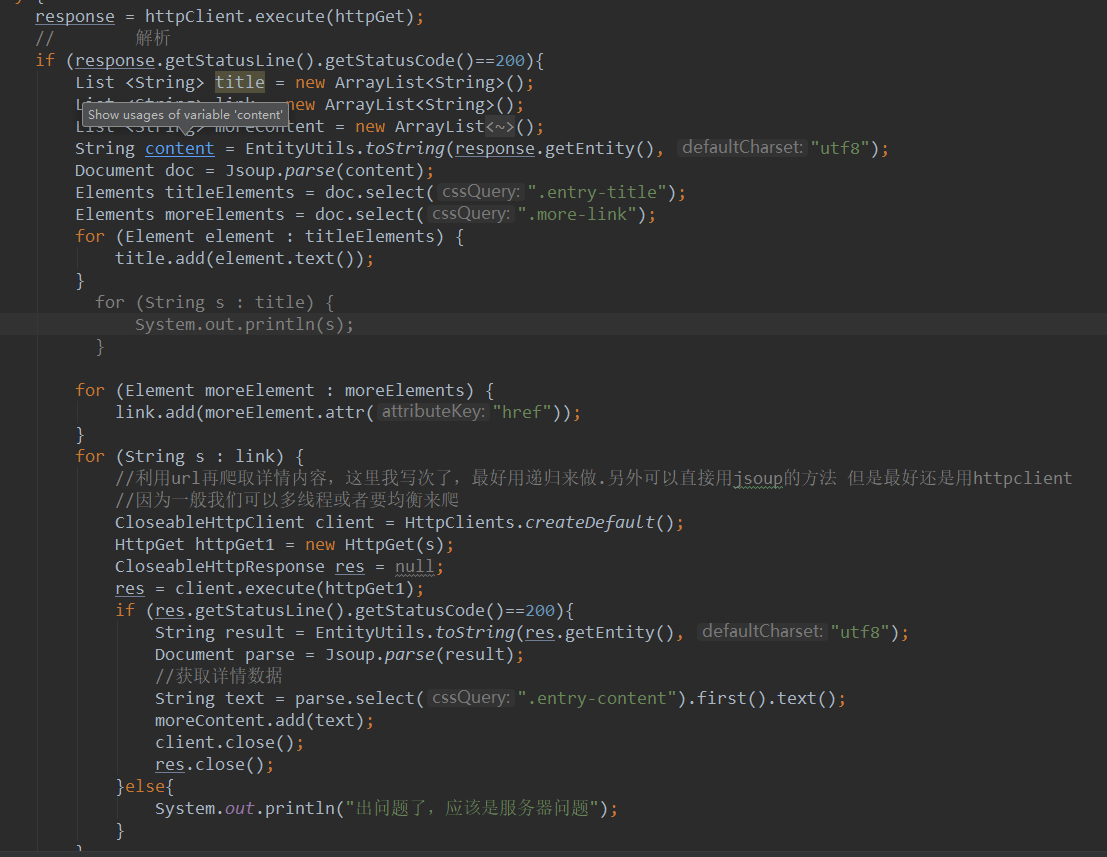 response = httpClient.execute(httpGet);
// 解析
if (response.getStatusLine().getStatusCode()==200){
List <String> title = new ArrayList<String>();
new ArrayList<String>();
Show usages of variable 'content'
moreContent = new ArrayList<~>();
String content = EntityUtils.toString(response.getEntity(), defaultCharset: "utf8");
Document doc = Jsoup.parse(content);
Elements titleElements = doc.select( cssQuery: ".entry-title");
Elements moreElements = doc.select( cssQuery: ".more-link");
for (Element element : titleElements) {
title.add(element.text());
}
for (String s : title) {
System.out.println(s);
}
for (Element moreElement : moreElements) {
link.add(moreElement.attr( attributeKey: "href"));
}
for (String s : link) {
//利用url再爬取详情内容，这里我写次了，最好用递归来做.另外可以直接用jsoup的方法 但是最好还是用httpclient
//因为一般我们可以多线程或者要均衡来爬
CloseableHttpClient client = HttpClients.createDefault();
HttpGet httpGet1 = new HttpGet(s);
CloseableHttpResponse res = null;
res = client.execute(httpGet1);
if (res.getStatusLine().getStatusCode()==200){
String result = EntityUtils.toString(res.getEntity(), defaultCharset: "utf8");
Document parse = Jsoup.parse(result);
//获取详情数据
String text = parse.select( cssQuery: ".entry-content").first().text();
moreContent.add(text);
client.close();
res.close();
}else{
System.out.println("出问题了，应该是服务器问题");
}